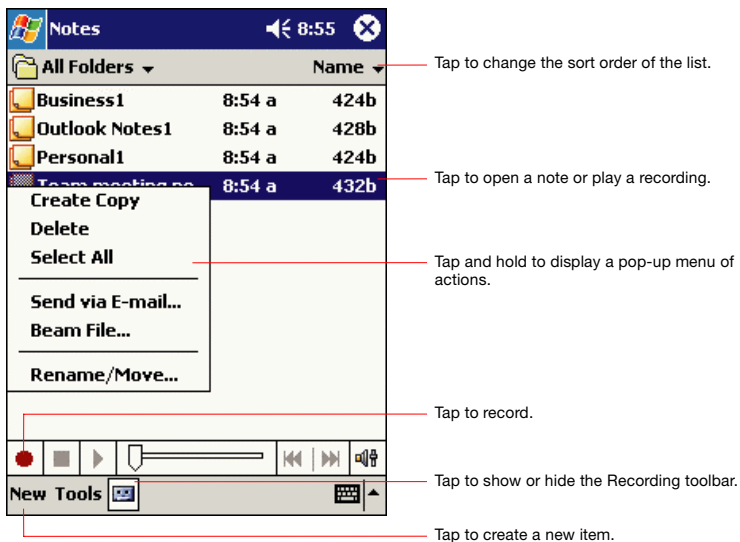 Notes 8:55
All Folders Name
Tap to change the sort order of the list.
Business1 8:54 a 424b
Outlook Notes1 8:54 a 428b
Personal1 8:54 a 424b
Team meeting no 8:54 a 432b
Tap to open a note or play a recording.
Create Copy
Delete
Select All
Tap and hold to display a pop-up menu of
actions.
Send via E-mail...
Beam File...
Rename/Move...
Tap to record.
Tap to show or hide the Recording toolbar.
New Tools
Tap to create a new item.